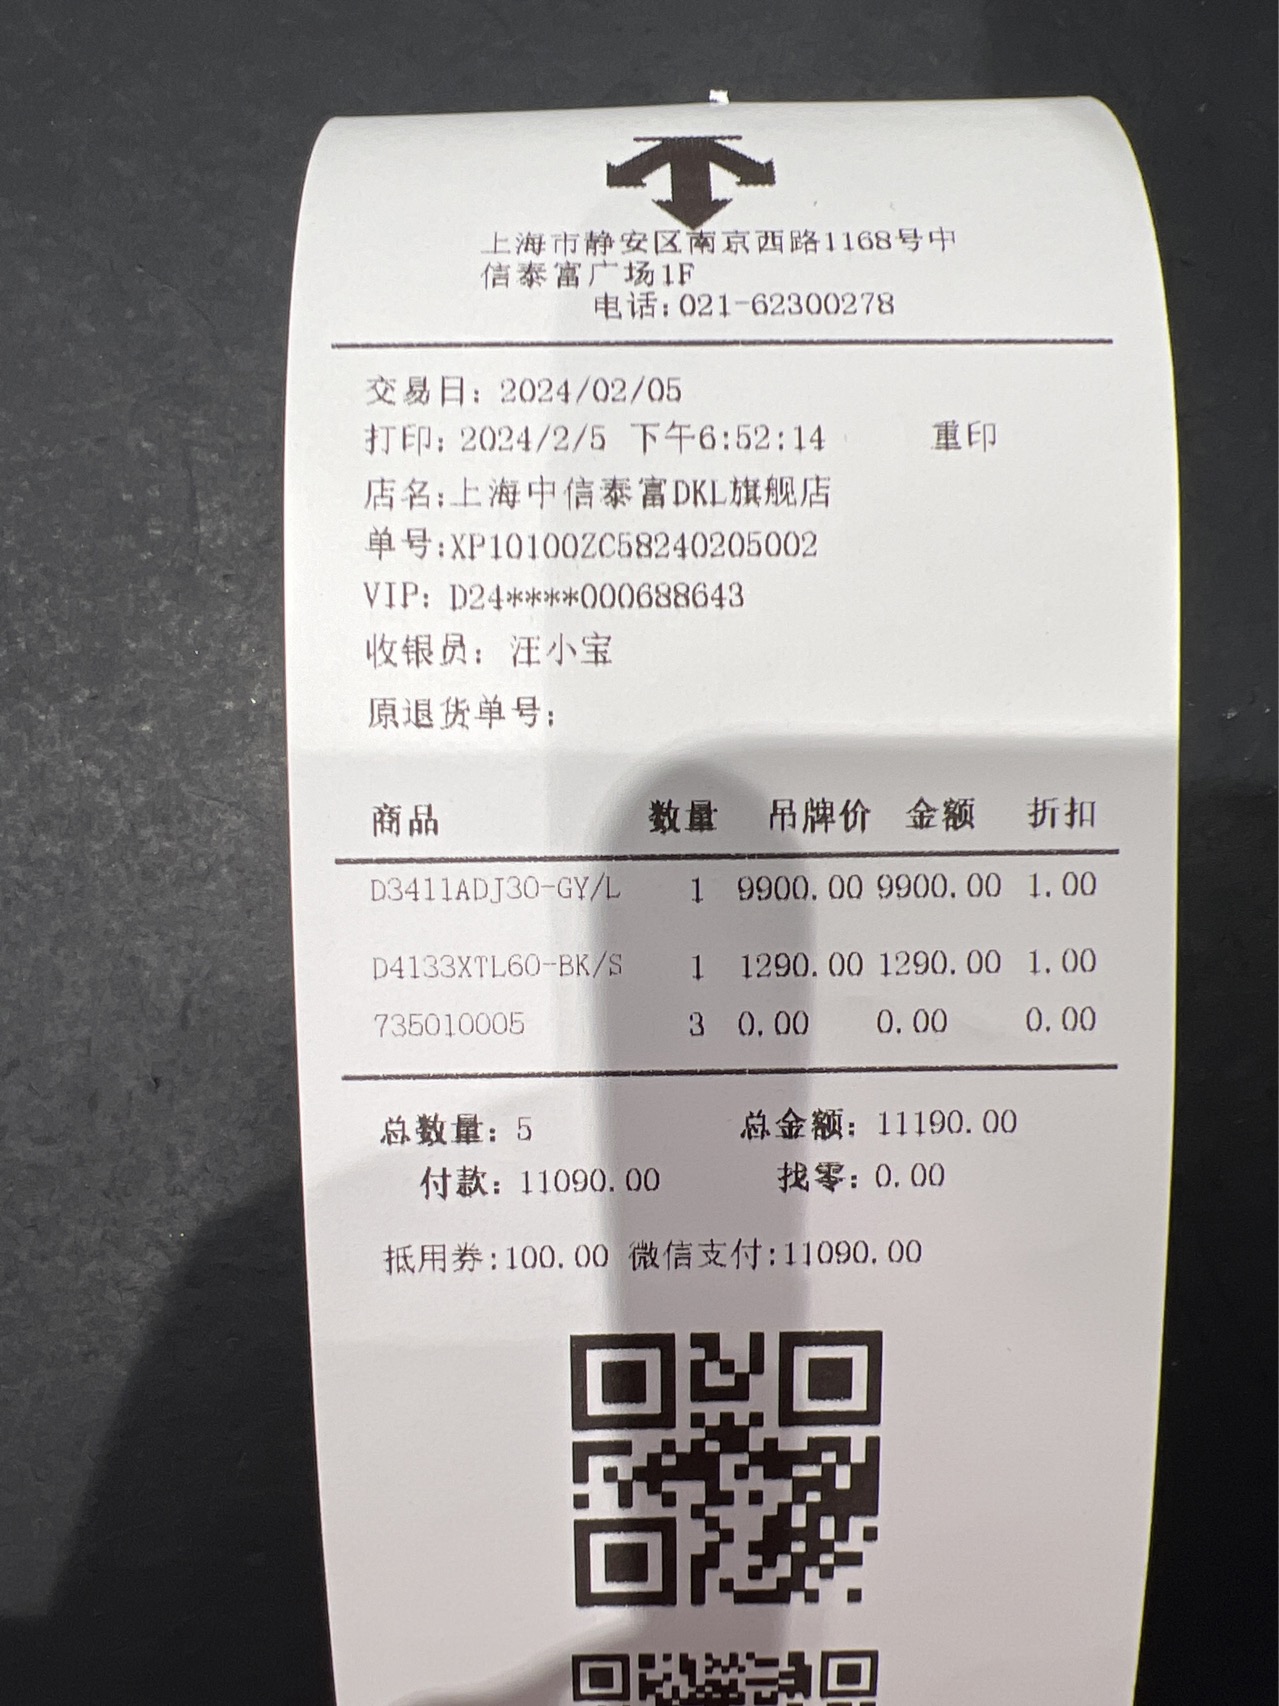 上海市静安区南京西路1168号中
信泰富广场1F
电话:021-62300278
交易日: 2024/02/05
打印: 2024/2/5 下午6:52:14 重印
店名:上海中信泰富DKL旗舰店
单号:XP10100ZC58240205002
VIP: D24****000688643
收银员: 汪小宝
原退货单号:
商品 数量 吊牌价 金额 折扣
D3411ADJ30-GY/L 1 9900.00 9900.00 1.00
D4133XTL60-BK/S 1 1290.00 1290.00 1.00
735010005 3 0.00 0.00 0.00
总数量: 5 总金额: 11190.00
付款: 11090.00 找零: 0.00
抵用券:100.00 微信支付:11090.00